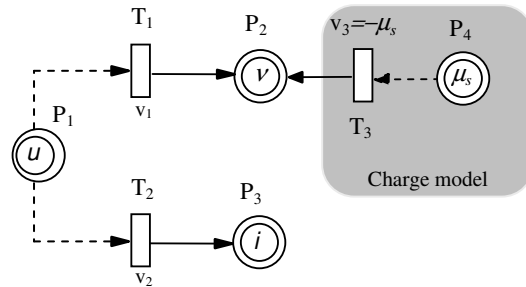 T₁
P₂
v₃=−μₛ
P₄
ν
μₛ
v₁
P₁
T₃
u
T₂
P₃
Charge model
i
v₂